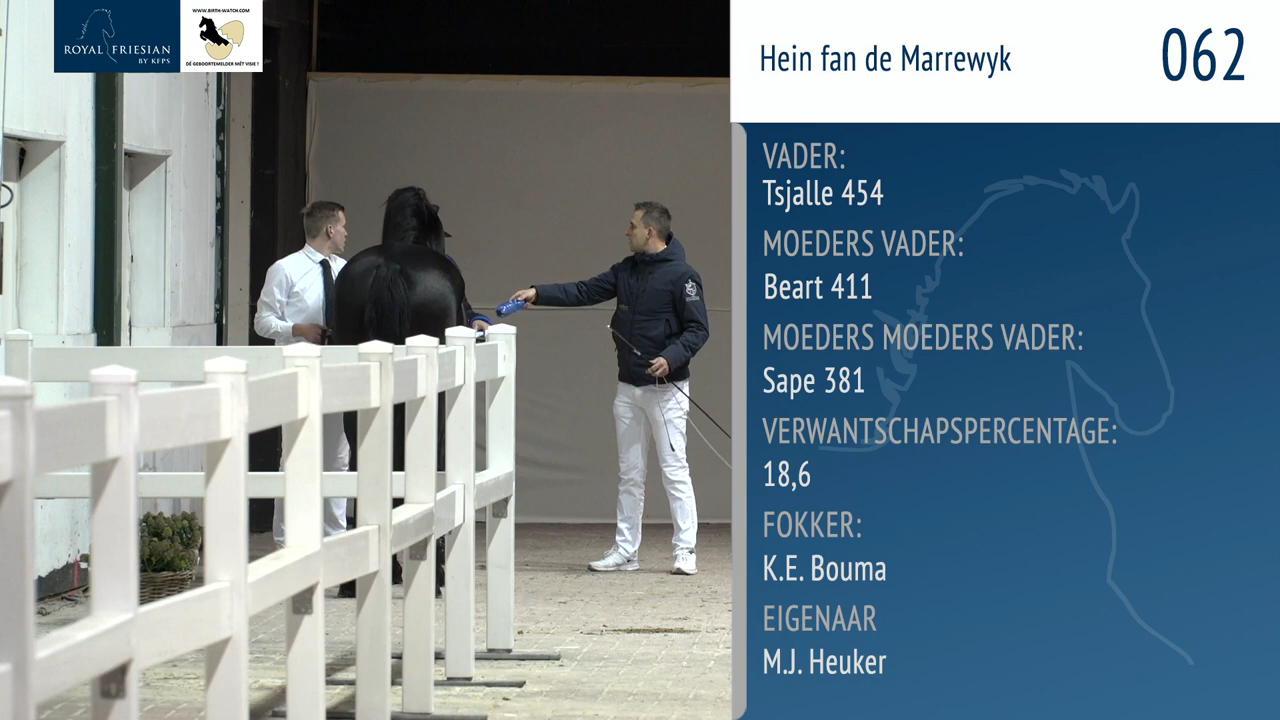 ROYAL FRIESIAN
BY KFPS
WWW.BIRTH-WATCH.COM
DÉ GEBOORTEMELDER MÉT VISIE !
Hein fan de Marrewyk
062
VADER:
Tsjalle 454
MOEDERS VADER:
Beart 411
MOEDERS MOEDERS VADER:
Sape 381
VERWANTSCHAPSPERCENTAGE:
18,6
FOKKER:
K.E. Bouma
EIGENAAR
M.J. Heuker